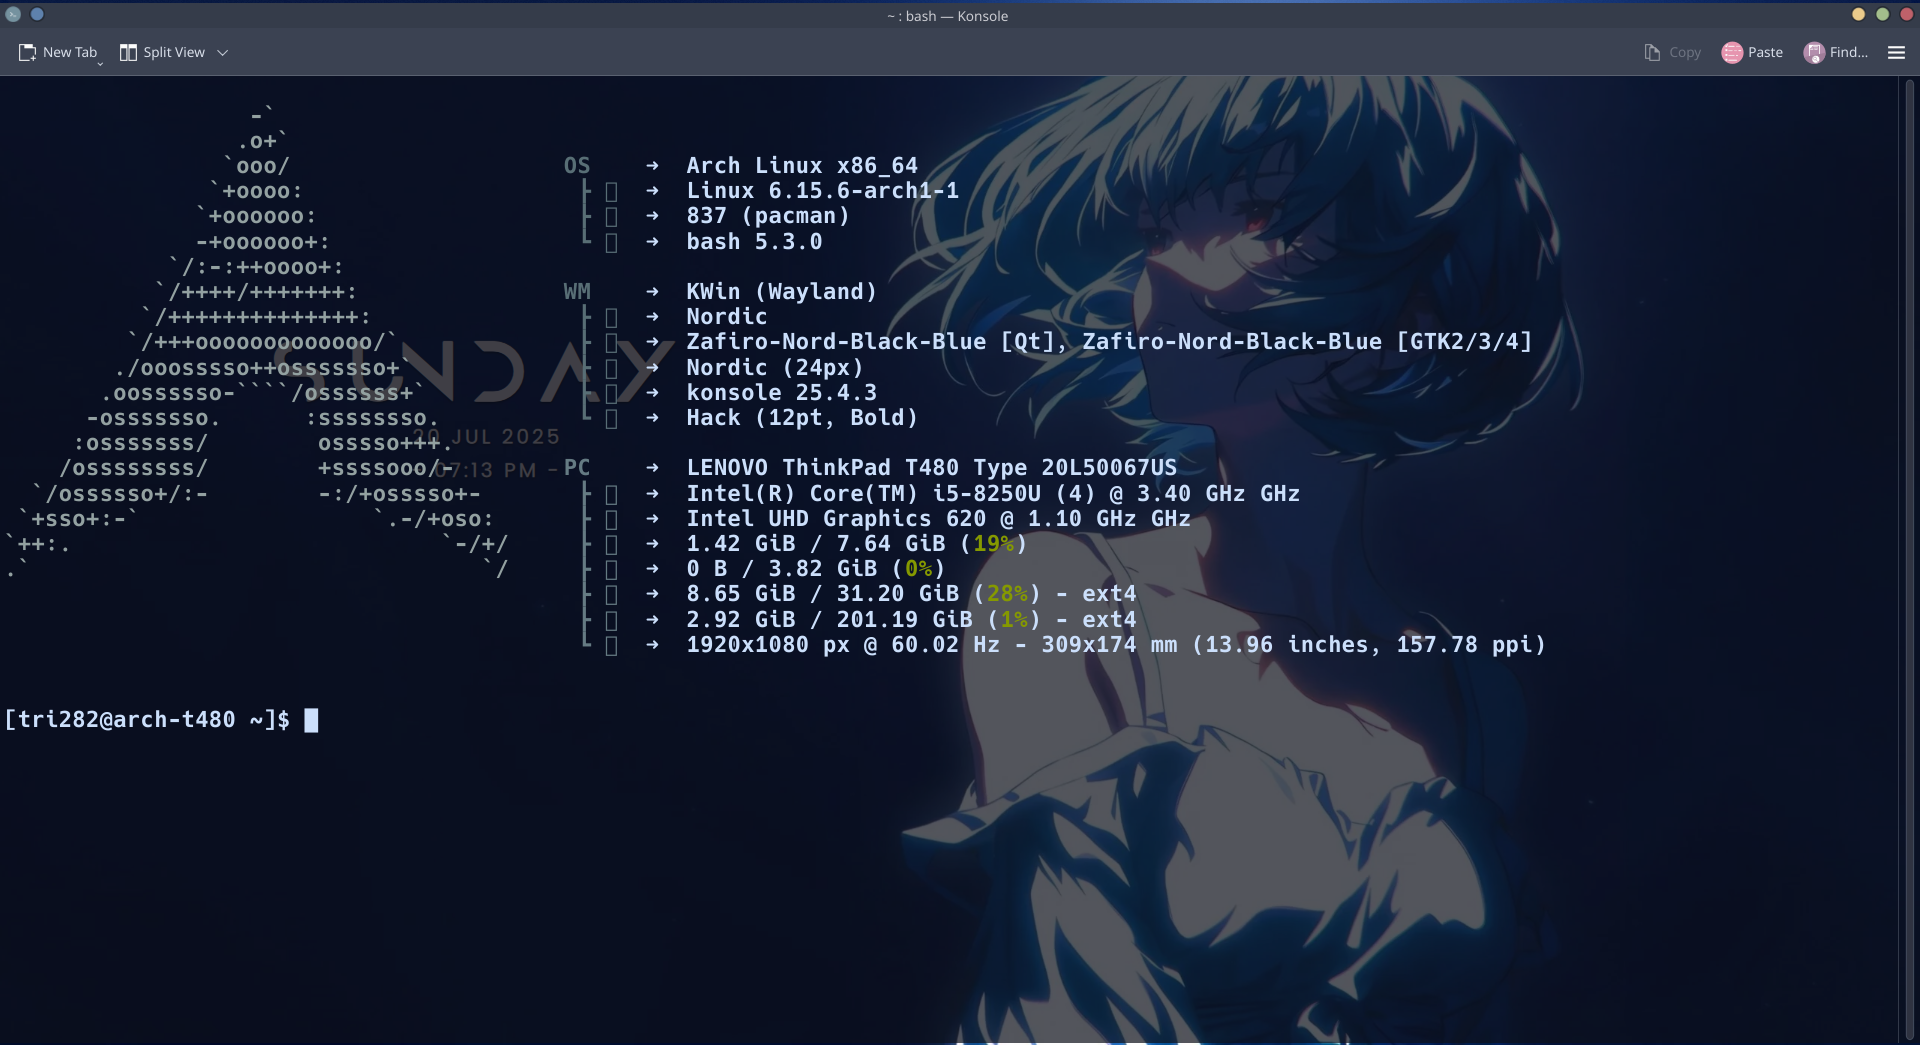 ~ : bash — Konsole
New Tab Split View Copy Paste Find...
-`
.o+`
`ooo/
OS ➜ Arch Linux x86_64
`+oooo:
├ ➜ Linux 6.15.6-arch1-1
`+oooooo:
├ ➜ 837 (pacman)
-+oooooo+:
└ ➜ bash 5.3.0
`/:-:++oooo+:
`/++++/+++++++:
WM ➜ KWin (Wayland)
`/++++++++++++++:
├ ➜ Nordic
`/+++ooooooooooooo/`
├ ➜ Zafiro-Nord-Black-Blue [Qt], Zafiro-Nord-Black-Blue [GTK2/3/4]
./ooosssso++osssssso+`
├ ➜ Nordic (24px)
.oossssso-````/ossssss+`
├ ➜ konsole 25.4.3
-osssssso. :ssssssso.
└ ➜ Hack (12pt, Bold)
:osssssss/ osssso+++.
/ossssssss/ +ssssooo/-
PC ➜ LENOVO ThinkPad T480 Type 20L50067US
`/ossssso+/:- -:/+osssso+-
├ ➜ Intel(R) Core(TM) i5-8250U (4) @ 3.40 GHz GHz
`+sso+:-` `.-/+oso:
├ ➜ Intel UHD Graphics 620 @ 1.10 GHz GHz
`++:. `-/+/
├ ➜ 1.42 GiB / 7.64 GiB (19%)
.` `/
├ ➜ 0 B / 3.82 GiB (0%)
├ ➜ 8.65 GiB / 31.20 GiB (28%) - ext4
├ ➜ 2.92 GiB / 201.19 GiB (1%) - ext4
└ ➜ 1920x1080 px @ 60.02 Hz - 309x174 mm (13.96 inches, 157.78 ppi)
SUNDAY
20 JUL 2025
07:13 PM -
[tri282@arch-t480 ~]$